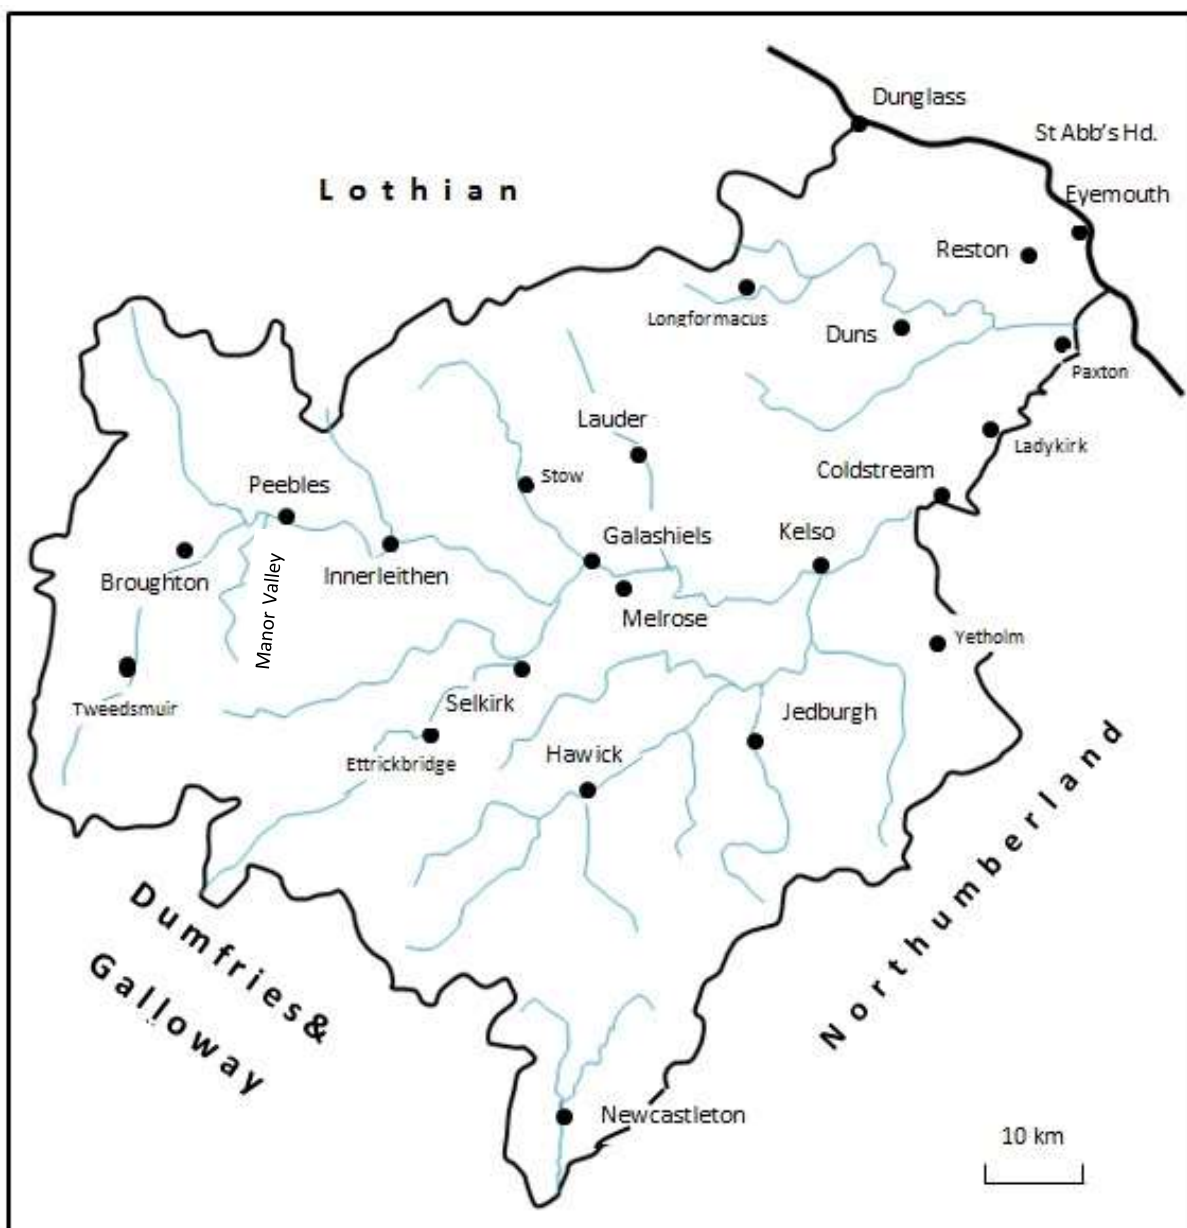 Dunglass
St Abb's Hd.
Lothian
Eyemouth
Reston
Longformacus
Duns
Paxton
Lauder
Ladykirk
Coldstream
Stow
Peebles
Galashiels
Kelso
Broughton
Manor Valley
Innerleithen
Melrose
Yetholm
Tweedsmuir
Selkirk
Jedburgh
Ettrickbridge
Hawick
Northumberland
Dumfries&
Galloway
Newcastleton
10 km